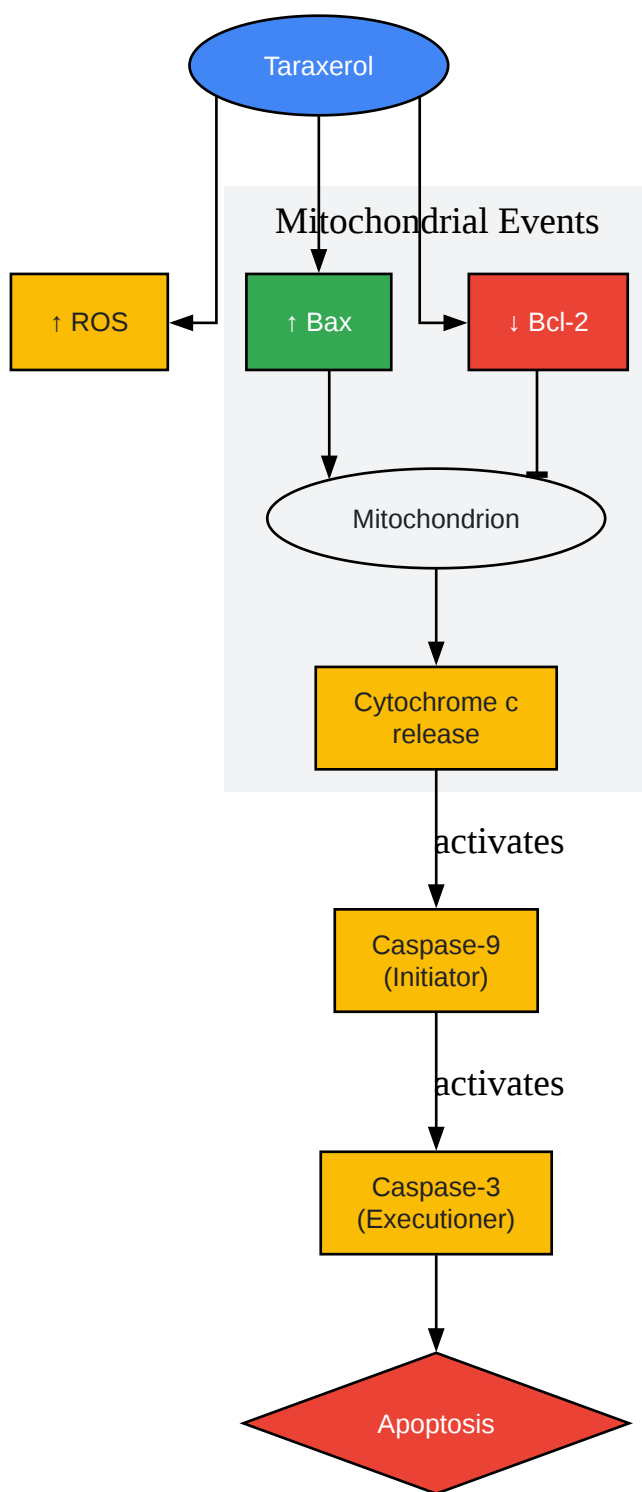 Taraxerol
Mitochondrial Events
↑ ROS
↑ Bax
↓ Bcl-2
Mitochondrion
Cytochrome c
release
activates
Caspase-9
(Initiator)
activates
Caspase-3
(Executioner)
Apoptosis